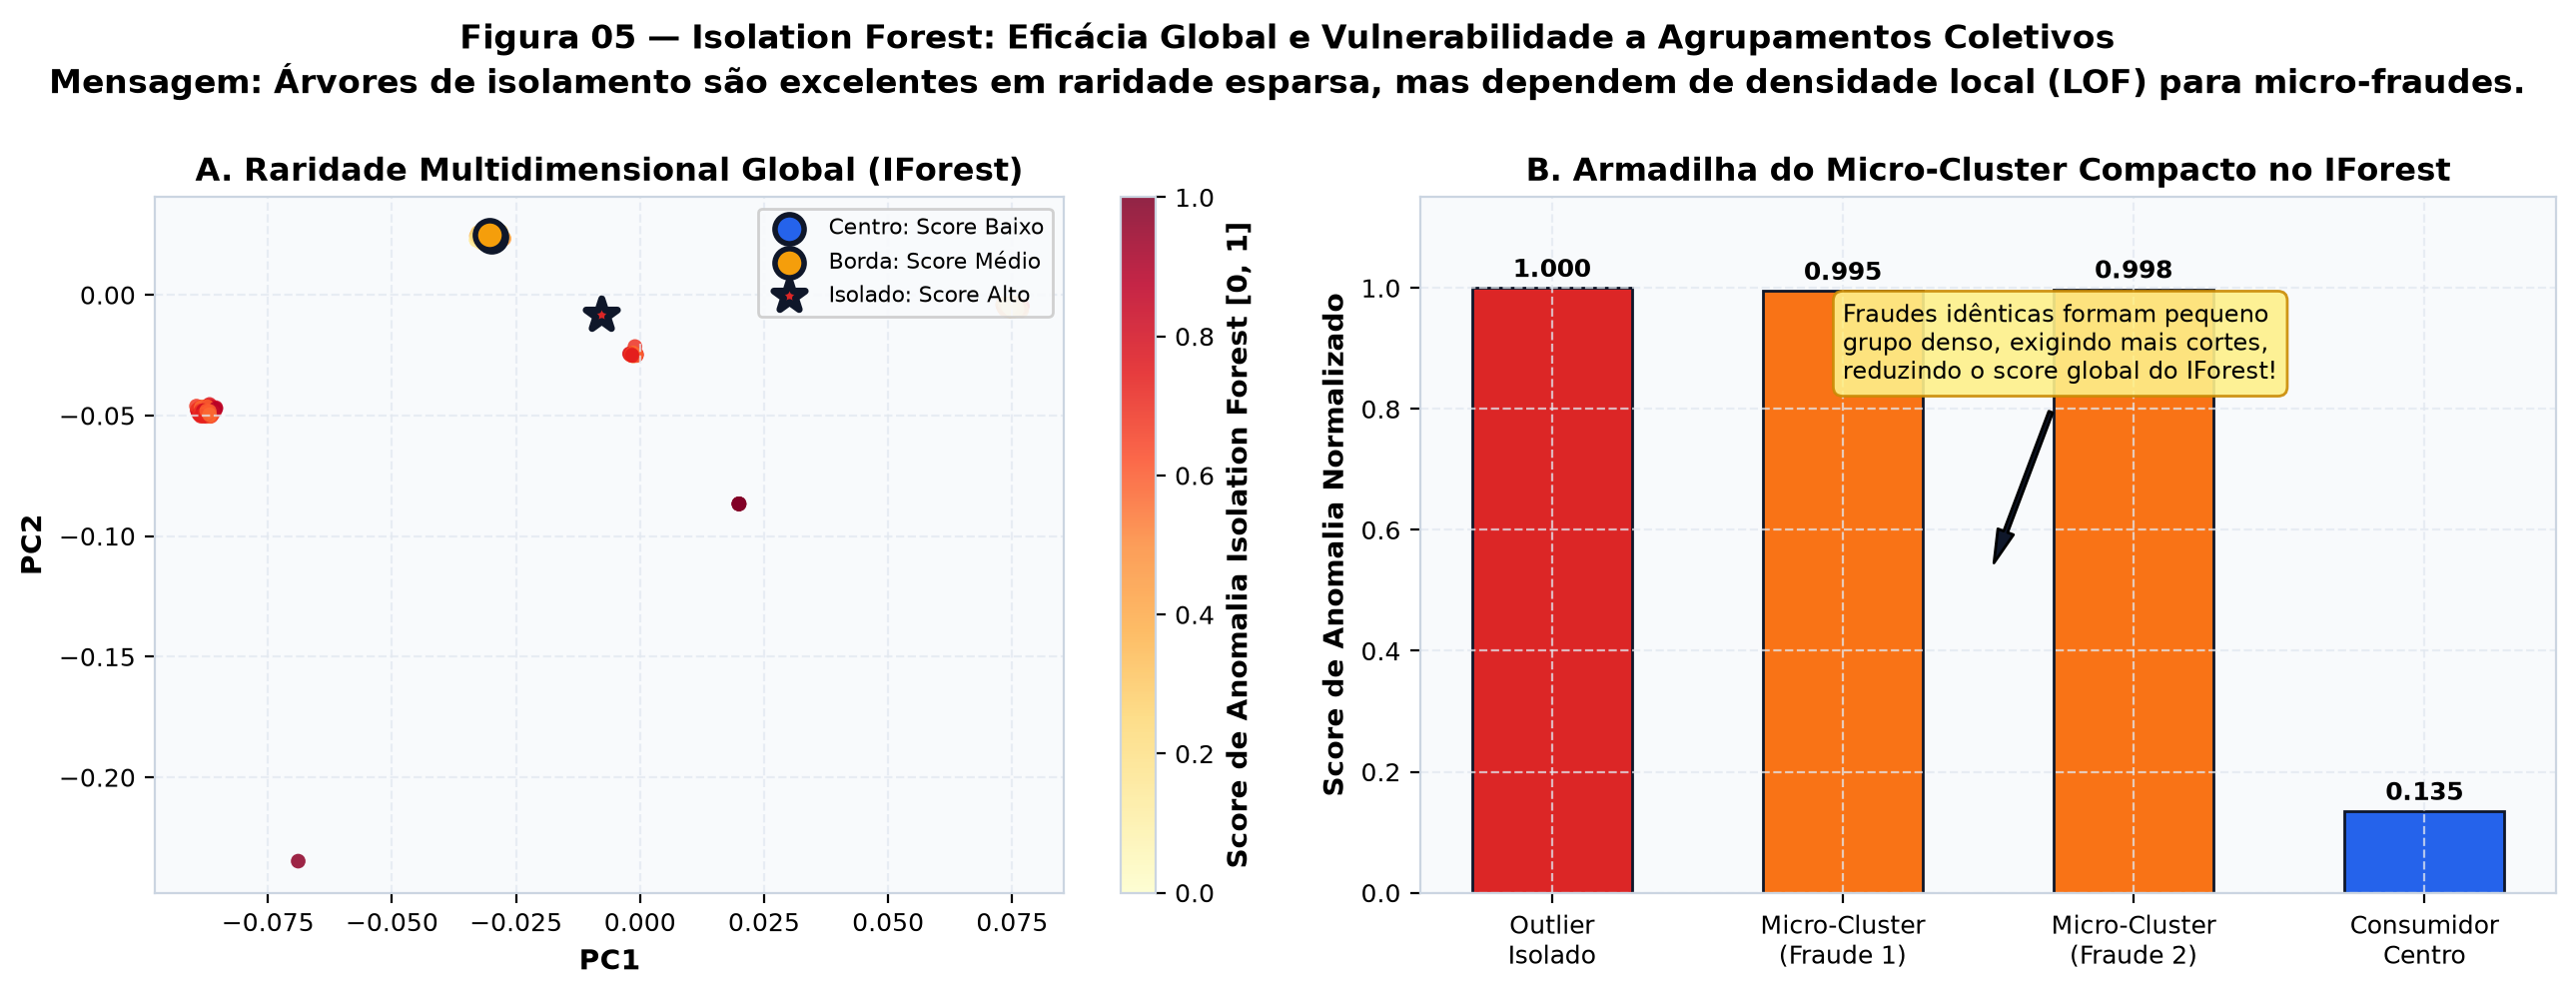 Figura 05 — Isolation Forest: Eficácia Global e Vulnerabilidade a Agrupamentos Coletivos
Mensagem: Árvores de isolamento são excelentes em raridade esparsa, mas dependem de densidade local (LOF) para micro-fraudes.
A. Raridade Multidimensional Global (IForest)
Centro: Score Baixo
Borda: Score Médio
Isolado: Score Alto
0.00
−0.05
−0.10
−0.15
−0.20
PC2
−0.075
−0.050
−0.025
0.000
0.025
0.050
0.075
PC1
1.0
0.8
0.6
0.4
0.2
0.0
Score de Anomalia Isolation Forest [0, 1]
B. Armadilha do Micro-Cluster Compacto no IForest
1.000
0.995
0.998
0.135
Fraudes idênticas formam pequeno
grupo denso, exigindo mais cortes,
reduzindo o score global do IForest!
1.0
0.8
0.6
0.4
0.2
0.0
Score de Anomalia Normalizado
Outlier
Isolado
Micro-Cluster
(Fraude 1)
Micro-Cluster
(Fraude 2)
Consumidor
Centro